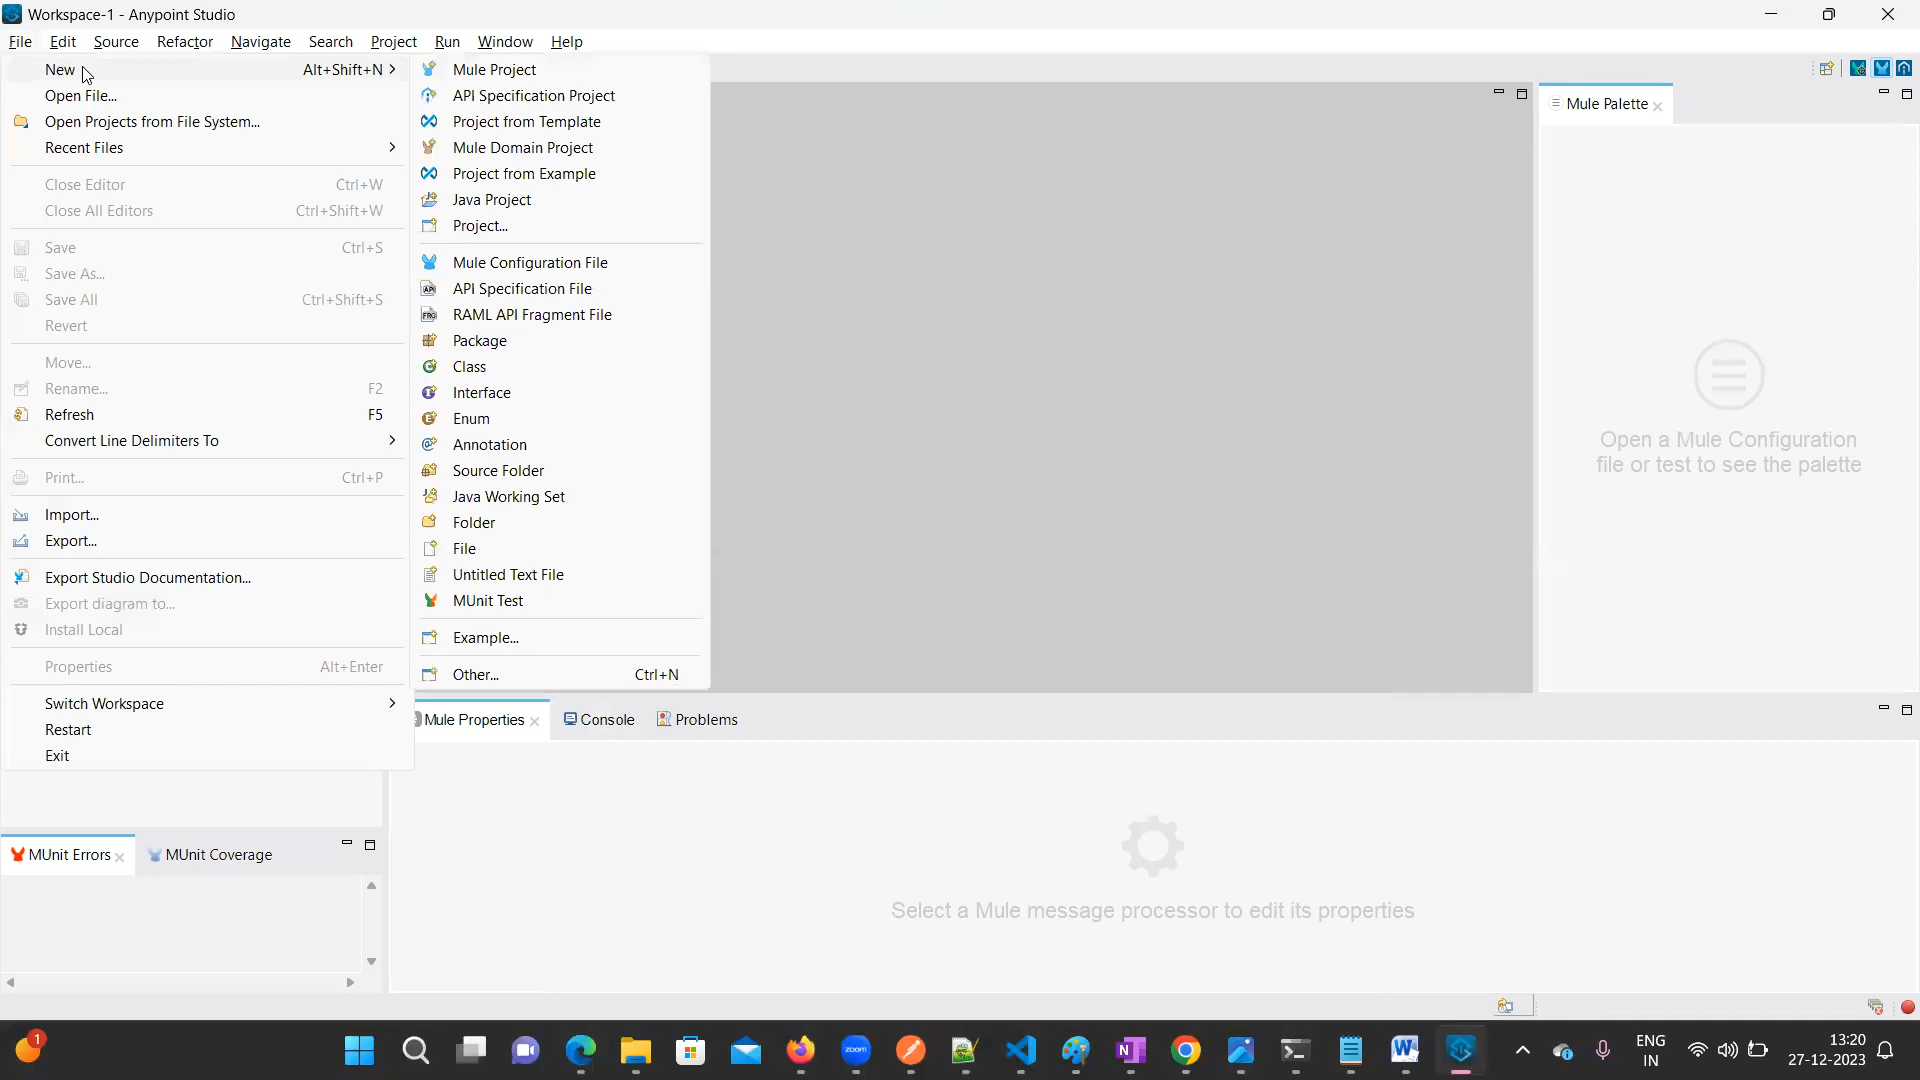 Workspace-1 - Anypoint Studio
File Edit Source Refactor Navigate Search Project Run Window Help
New Alt+Shift+N
Open File...
Open Projects from File System...
Recent Files
Close Editor Ctrl+W
Close All Editors Ctrl+Shift+W
Save Ctrl+S
Save As...
Save All Ctrl+Shift+S
Revert
Move...
Rename... F2
Refresh F5
Convert Line Delimiters To
Print... Ctrl+P
Import...
Export...
Export Studio Documentation...
Export diagram to...
Install Local
Properties Alt+Enter
Switch Workspace
Restart
Exit
Mule Project
API Specification Project
Project from Template
Mule Domain Project
Project from Example
Java Project
Project...
Mule Configuration File
API Specification File
RAML API Fragment File
Package
Class
Interface
Enum
Annotation
Source Folder
Java Working Set
Folder
File
Untitled Text File
MUnit Test
Example...
Other... Ctrl+N
Mule Palette
Open a Mule Configuration
file or test to see the palette
Mule Properties Console Problems
Select a Mule message processor to edit its properties
MUnit Errors MUnit Coverage
1
zoom
ENG
IN
13:20
27-12-2023